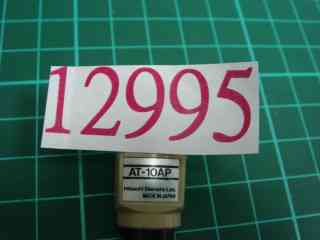 12995
AT-10AP
Hitachi Denshi, Ltd.
MADE IN JAPAN